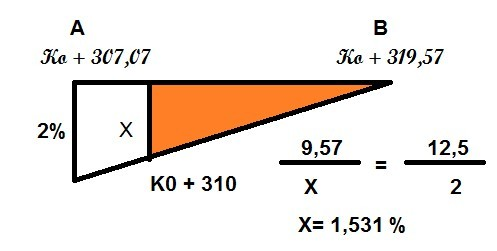 A
B
Ko + 307,07
Ko + 319,57
2%
X
K0 + 310
9,57
X
=
12,5
2
X= 1,531 %